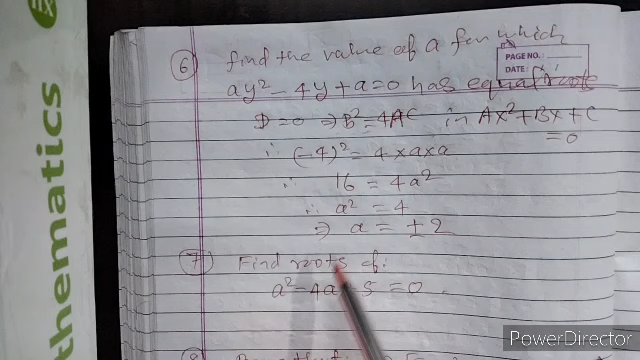 thematics
PAGE NO.:
DATE:
6 Find the value of a for which
ay² - 4y + a = 0 has equal roots
D = 0 ⇒ B² = 4AC in Ax² + Bx + C = 0
∴ (-4)² = 4 × a × a
∴ 16 = 4a²
∴ a² = 4
⇒ a = ± 2
7 Find roots of:
a² - 4a 5 = 0
PowerDirector